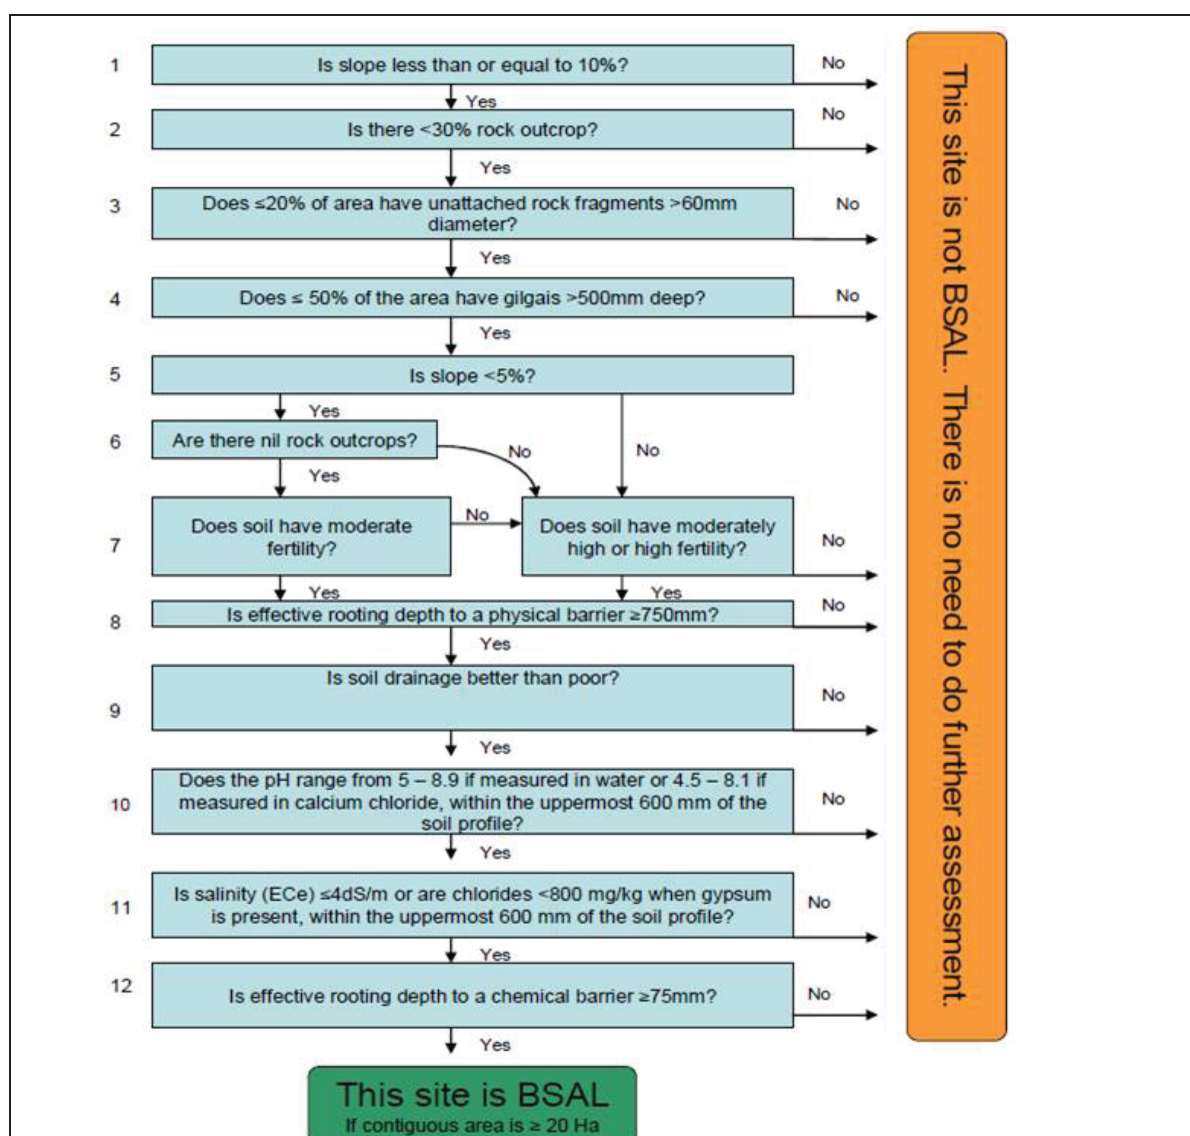 1
Is slope less than or equal to 10%?
No
Yes
2
Is there <30% rock outcrop?
No
Yes
3
Does ≤20% of area have unattached rock fragments >60mm
diameter?
No
Yes
4
Does ≤ 50% of the area have gilgais >500mm deep?
No
Yes
5
Is slope <5%?
Yes
No
6
Are there nil rock outcrops?
No
Yes
7
Does soil have moderate
fertility?
No
Does soil have moderately
high or high fertility?
No
Yes
Yes
8
Is effective rooting depth to a physical barrier ≥750mm?
No
Yes
9
Is soil drainage better than poor?
No
Yes
10
Does the pH range from 5 – 8.9 if measured in water or 4.5 – 8.1 if
measured in calcium chloride, within the uppermost 600 mm of the
soil profile?
No
Yes
11
Is salinity (ECe) ≤4dS/m or are chlorides <800 mg/kg when gypsum
is present, within the uppermost 600 mm of the soil profile?
No
Yes
12
Is effective rooting depth to a chemical barrier ≥75mm?
No
Yes
This site is BSAL
If contiguous area is ≥ 20 Ha
This site is not BSAL. There is no need to do further assessment.